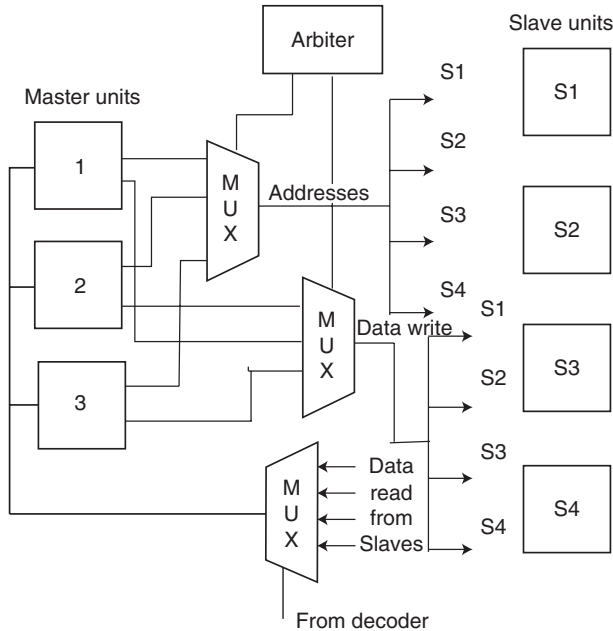 Slave units
Arbiter
S1
S1
Master units
1
S2
M
U
X
Addresses
S2
S3
2
S4
M
U
X
Data write
S1
S3
3
S2
Data
read
from
Slaves
M
U
X
S3
S4
S4
From decoder